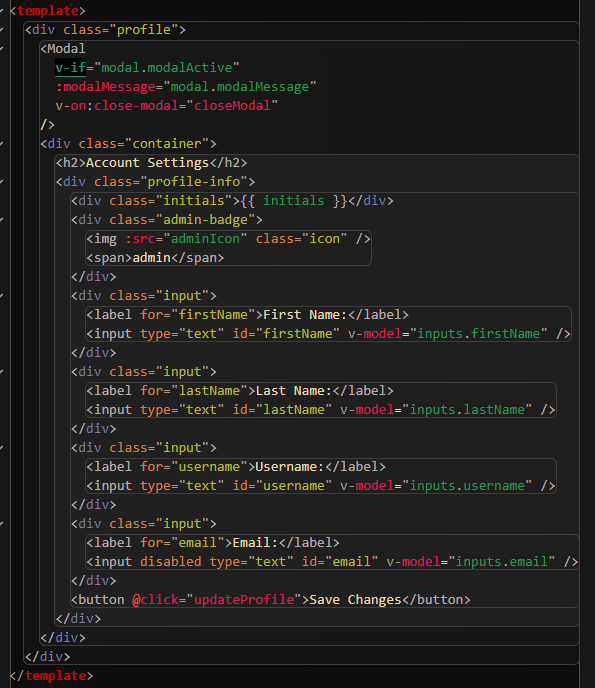 <template>
<div class="profile">
<Modal
v-if="modal.modalActive"
:modalMessage="modal.modalMessage"
v-on:close-modal="closeModal"
/>
<div class="container">
<h2>Account Settings</h2>
<div class="profile-info">
<div class="initials">{{ initials }}</div>
<div class="admin-badge">
<img :src="adminIcon" class="icon" />
<span>admin</span>
</div>
<div class="input">
<label for="firstName">First Name:</label>
<input type="text" id="firstName" v-model="inputs.firstName" />
</div>
<div class="input">
<label for="lastName">Last Name:</label>
<input type="text" id="lastName" v-model="inputs.lastName" />
</div>
<div class="input">
<label for="username">Username:</label>
<input type="text" id="username" v-model="inputs.username" />
</div>
<div class="input">
<label for="email">Email:</label>
<input disabled type="text" id="email" v-model="inputs.email" />
</div>
<button @click="updateProfile">Save Changes</button>
</div>
</div>
</div>
</template>